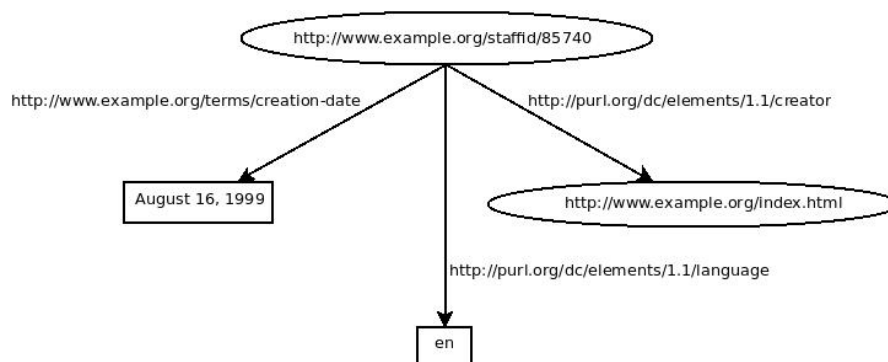 http://www.example.org/staffid/85740
http://www.example.org/terms/creation-date
http://purl.org/dc/elements/1.1/creator
August 16, 1999
http://www.example.org/index.html
http://purl.org/dc/elements/1.1/language
en